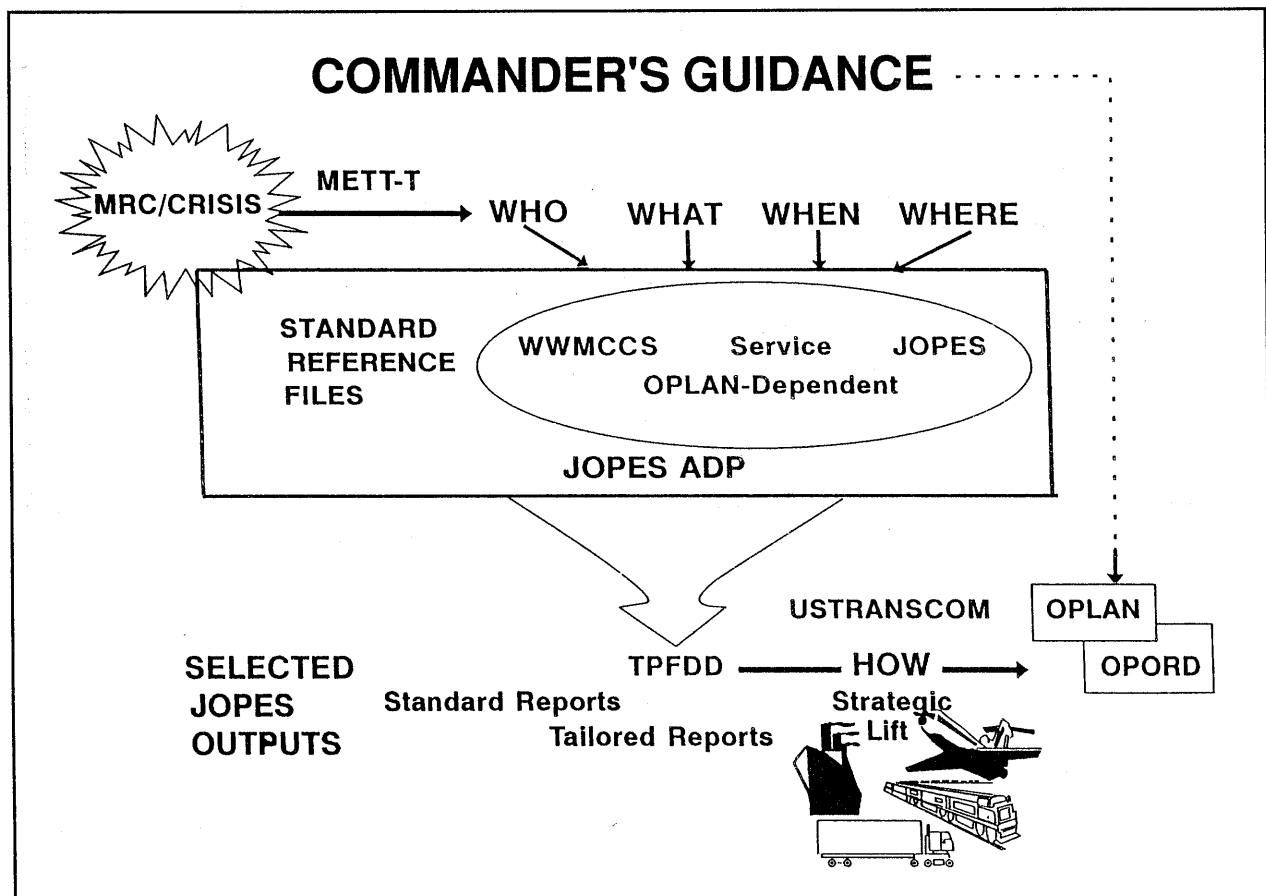 COMMANDER'S GUIDANCE
MRC/CRISIS
METT-T
WHO WHAT WHEN WHERE
STANDARD
REFERENCE
FILES
WWMCCS Service JOPES
OPLAN-Dependent
JOPES ADP
USTRANSCOM
OPLAN
OPORD
SELECTED
JOPES
OUTPUTS
TPFDD HOW
Standard Reports
Tailored Reports
Strategic
Lift